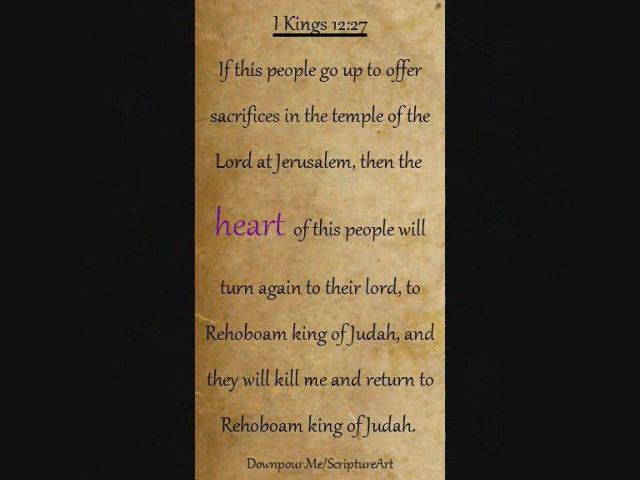 I Kings 12:27
If this people go up to offer
sacrifices in the temple of the
Lord at Jerusalem, then the
heart of this people will
turn again to their lord, to
Rehoboam king of Judah, and
they will kill me and return to
Rehoboam king of Judah.
Downpour.Me/ScriptureArt